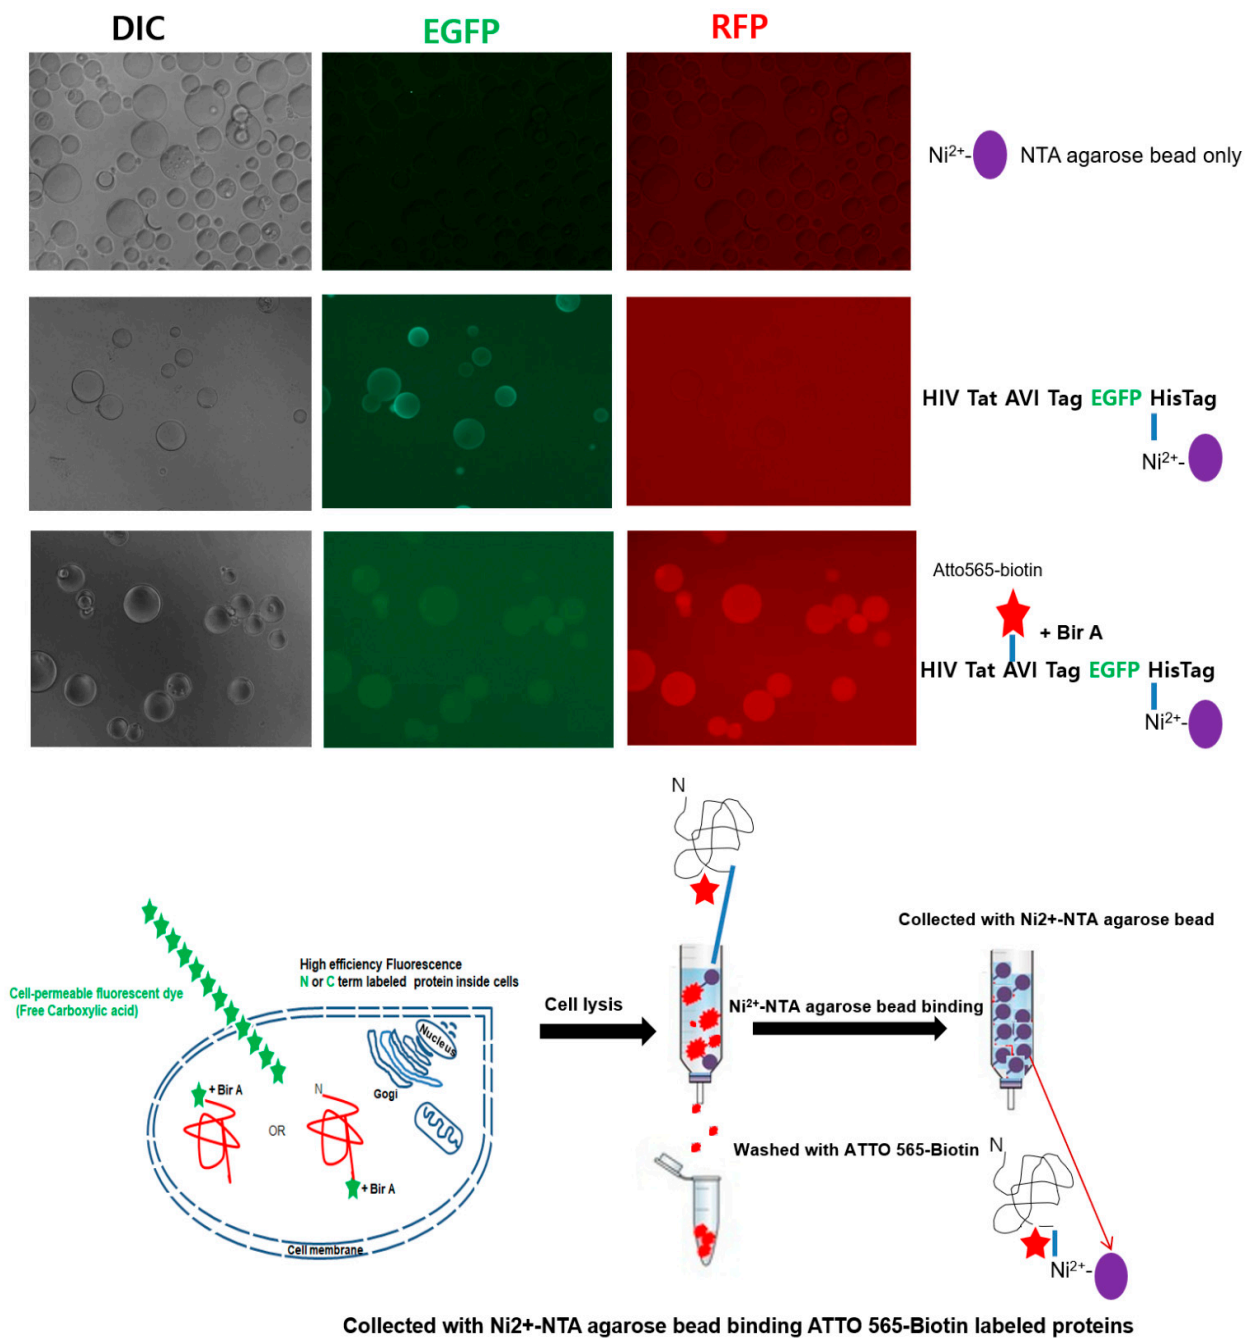 DIC
EGFP
RFP
Ni²⁺-
NTA agarose bead only
HIV Tat AVI Tag EGFP HisTag
Ni²⁺-
Atto565-biotin
+ Bir A
HIV Tat AVI Tag EGFP HisTag
Ni²⁺-
N
Collected with Ni2+-NTA agarose bead
High efficiency Fluorescence
N or C term labeled protein inside cells
Cell-permeable fluorescent dye
(Free Carboxylic acid)
Cell lysis
Ni²⁺-NTA agarose bead binding
Nucleus
Gogi
+ Bir A
N
OR
+ Bir A
Cell membrane
Washed with ATTO 565-Biotin
N
Ni²⁺-
Collected with Ni2+-NTA agarose bead binding ATTO 565-Biotin labeled proteins